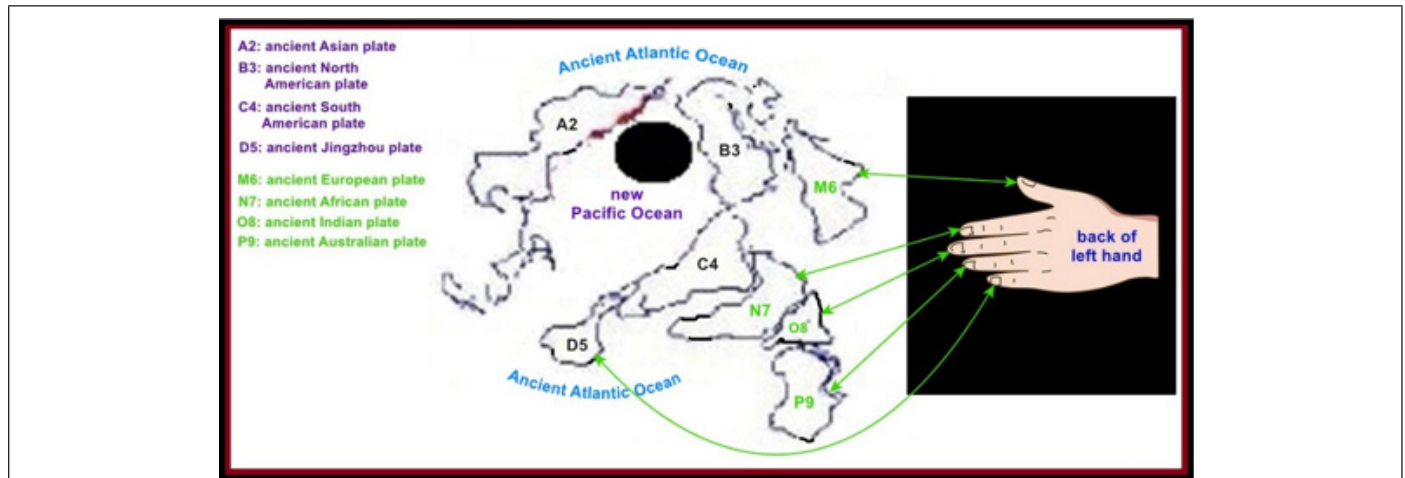 A2: ancient Asian plate
B3: ancient North
American plate
C4: ancient South
American plate
D5: ancient Jingzhou plate
M6: ancient European plate
N7: ancient African plate
O8: ancient Indian plate
P9: ancient Australian plate
Ancient Atlantic Ocean
A2
B3
M6
new
Pacific Ocean
C4
N7
O8
D5
P9
Ancient Atlantic Ocean
back of
left hand